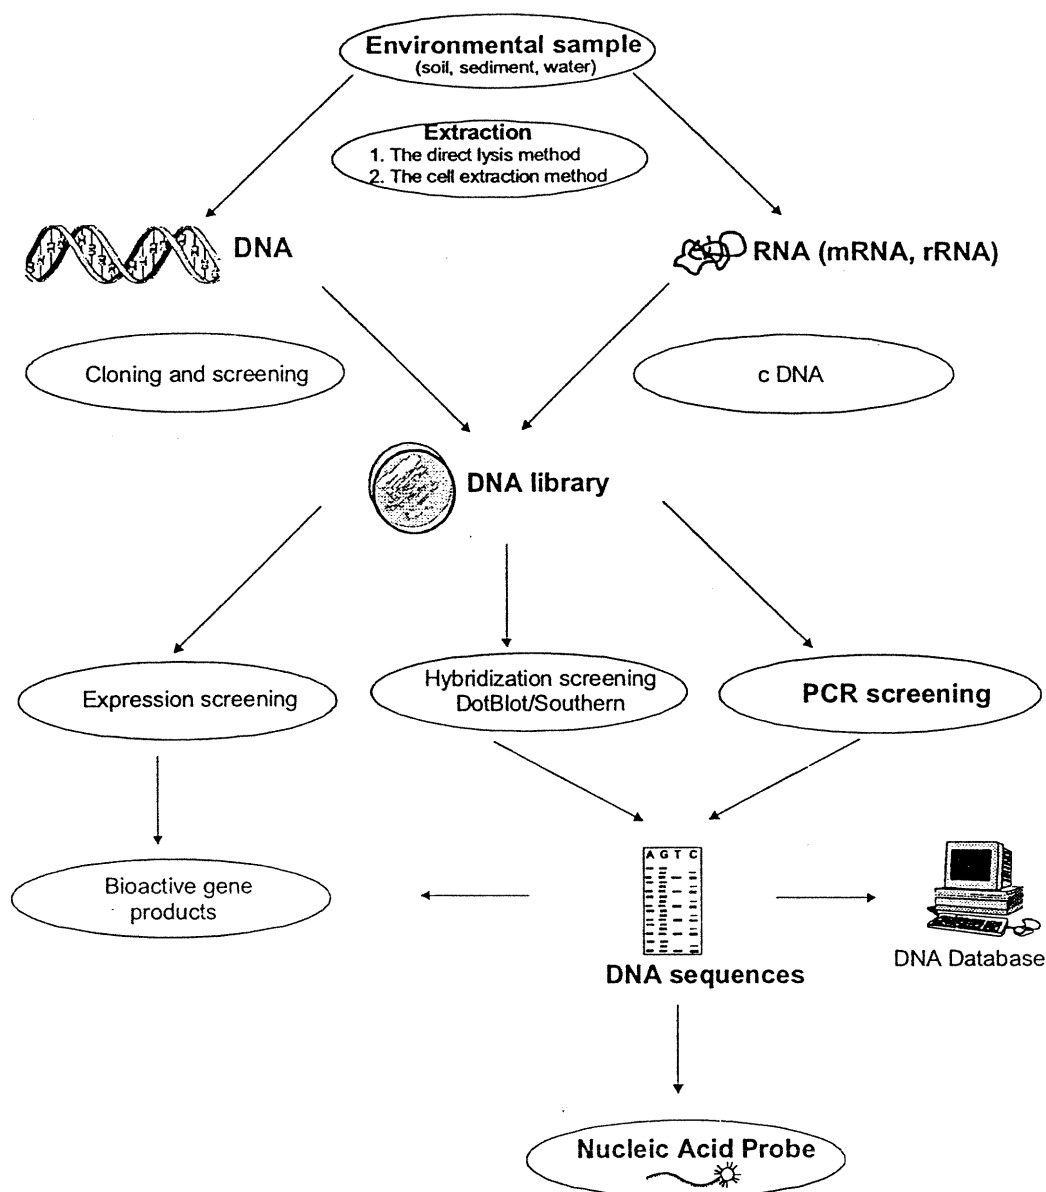 Environmental sample
(soil, sediment, water)
Extraction
1. The direct lysis method
2. The cell extraction method
DNA
RNA (mRNA, rRNA)
Cloning and screening
c DNA
DNA library
Expression screening
Hybridization screening
DotBlot/Southern
PCR screening
Bioactive gene
products
A G T C
DNA sequences
DNA Database
Nucleic Acid Probe